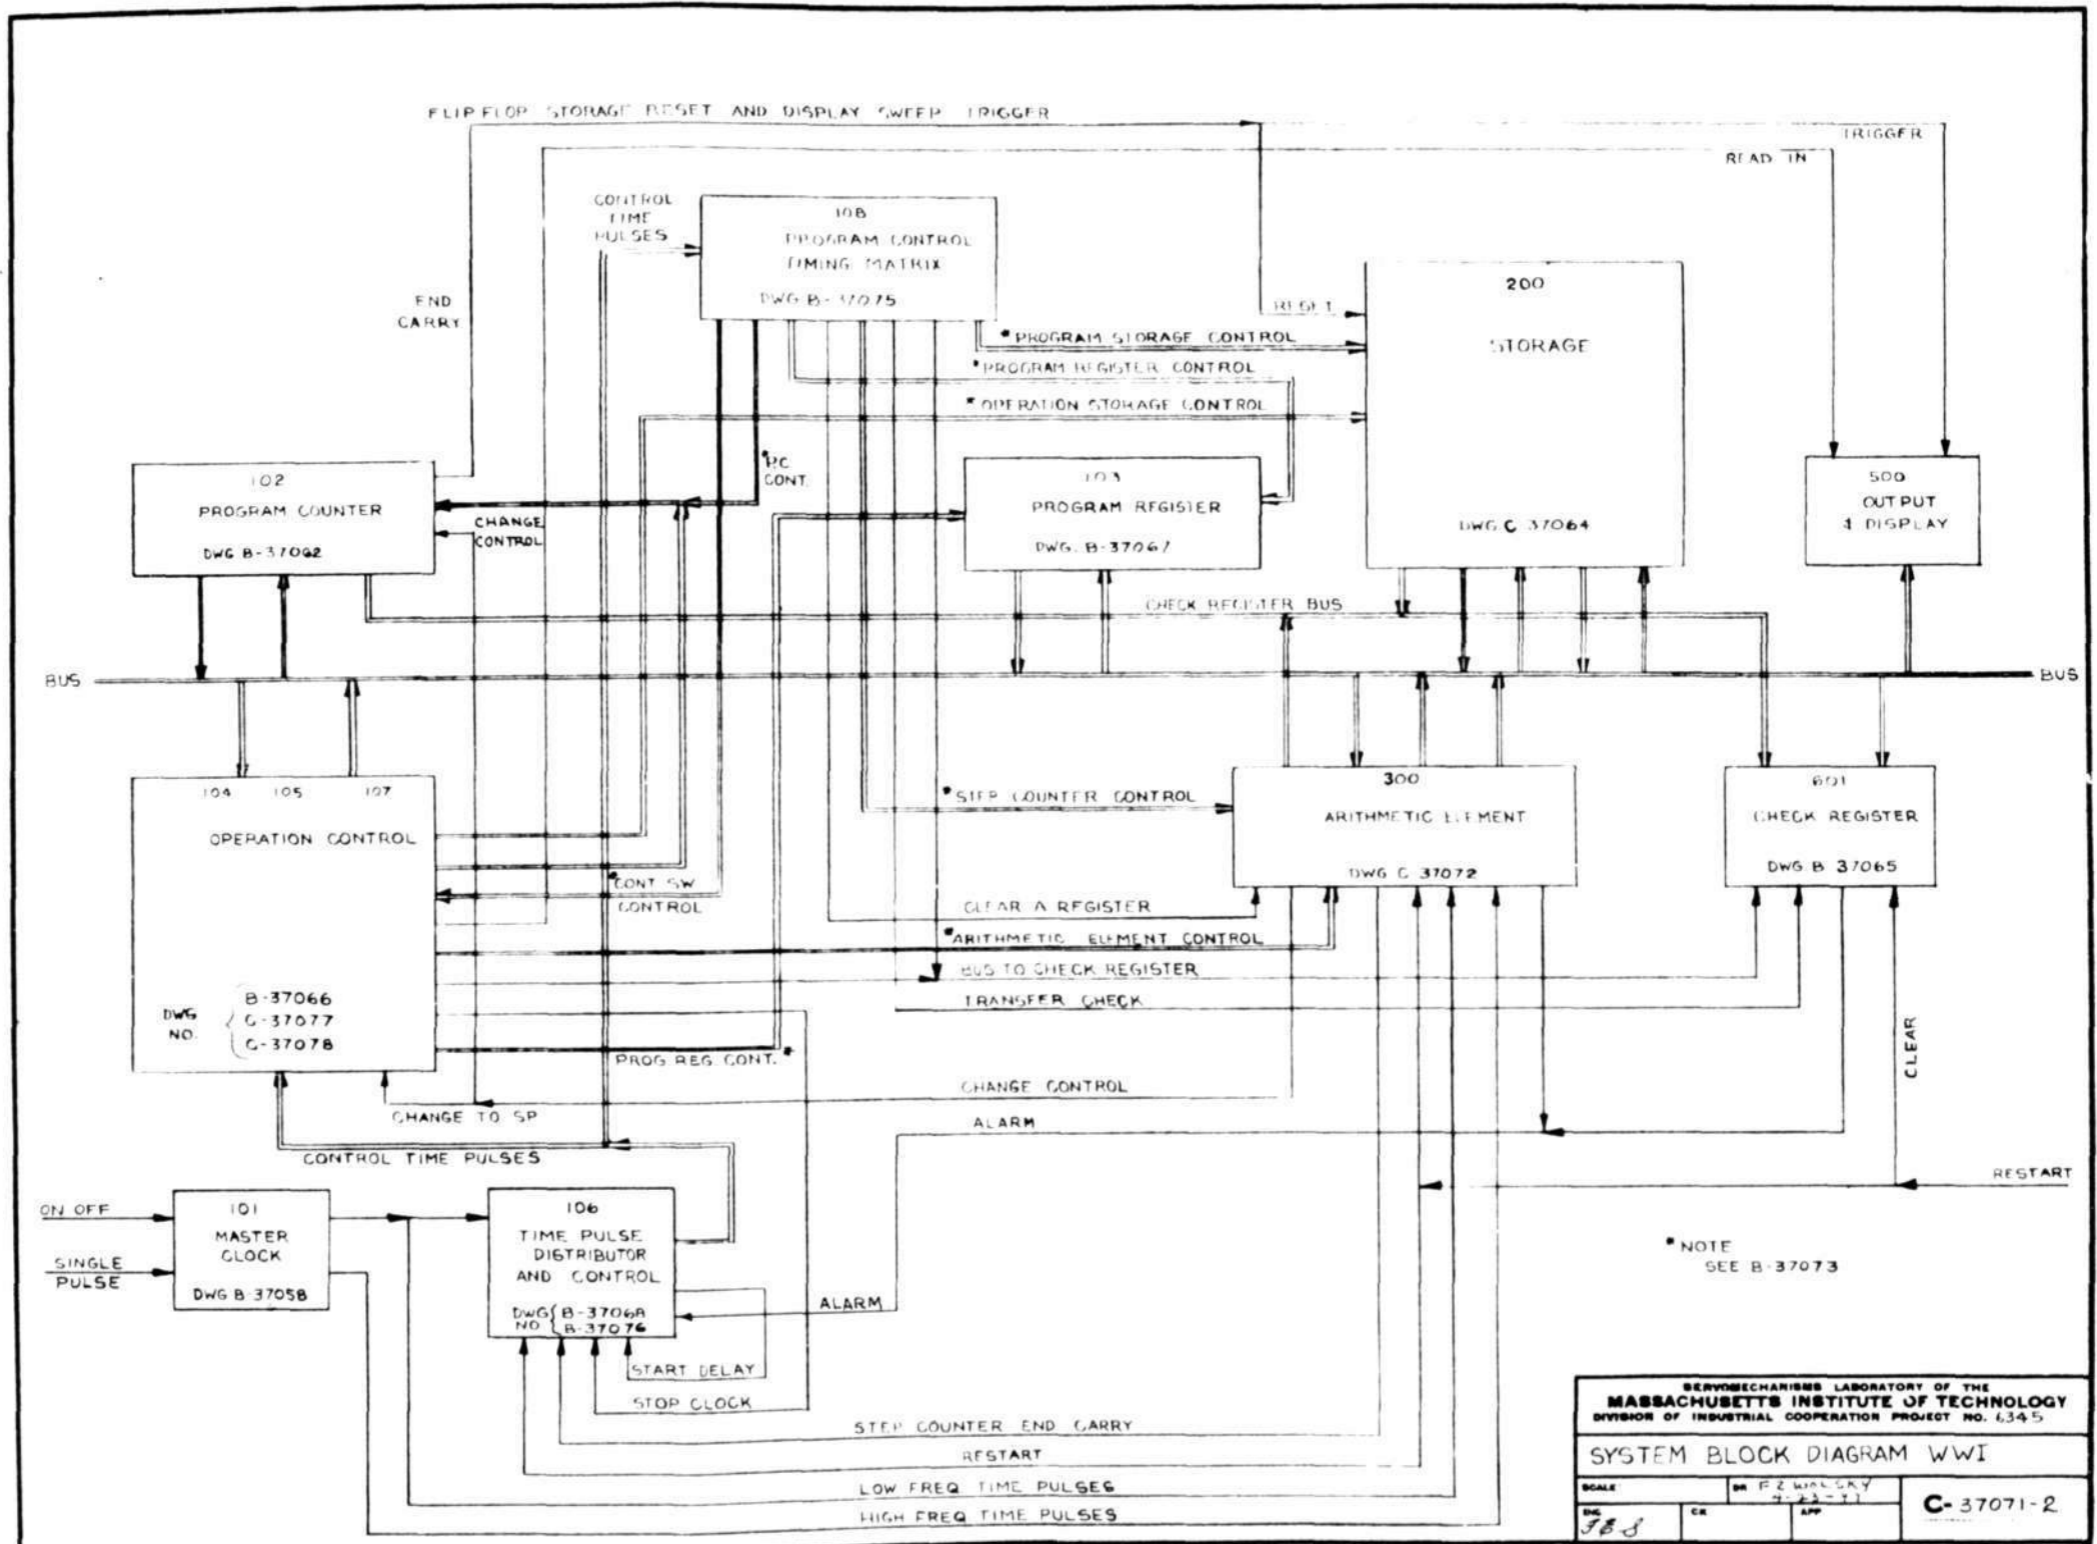 FLIP FLOP STORAGE RESET AND DISPLAY SWEEP TRIGGER
TRIGGER
READ IN
CONTROL
TIME
PULSES
108
PROGRAM CONTROL
TIMING MATRIX
DWG B-37075
END
CARRY
RESET
200
STORAGE
DWG C 37064
*PROGRAM STORAGE CONTROL
*PROGRAM REGISTER CONTROL
*OPERATION STORAGE CONTROL
*P.C
CONT.
102
PROGRAM COUNTER
DWG B-37062
CHANGE
CONTROL
103
PROGRAM REGISTER
DWG. B-37067
500
OUTPUT
& DISPLAY
CHECK REGISTER BUS
BUS
BUS
104 105 107
OPERATION CONTROL
DWG
NO.
B-37066
C-37077
C-37078
*STEP COUNTER CONTROL
300
ARITHMETIC ELEMENT
DWG C 37072
601
CHECK REGISTER
DWG B 37065
*CONT SW
CONTROL
CLEAR A REGISTER
*ARITHMETIC ELEMENT CONTROL
BUS TO CHECK REGISTER
TRANSFER CHECK
PROG REG CONT.*
CLEAR
CHANGE CONTROL
CHANGE TO SP
ALARM
CONTROL TIME PULSES
RESTART
ON OFF
SINGLE
PULSE
101
MASTER
CLOCK
DWG B-37058
106
TIME PULSE
DISTRIBUTOR
AND CONTROL
DWG
NO
B-37068
B-37076
ALARM
*NOTE
SEE B-37073
START DELAY
STOP CLOCK
STEP COUNTER END CARRY
RESTART
LOW FREQ TIME PULSES
HIGH FREQ TIME PULSES
SERVOMECHANISMS LABORATORY OF THE
MASSACHUSETTS INSTITUTE OF TECHNOLOGY
DIVISION OF INDUSTRIAL COOPERATION PROJECT NO. 6345
SYSTEM BLOCK DIAGRAM WWI
SCALE
DR
ENG
CK
APP
C-37071-2